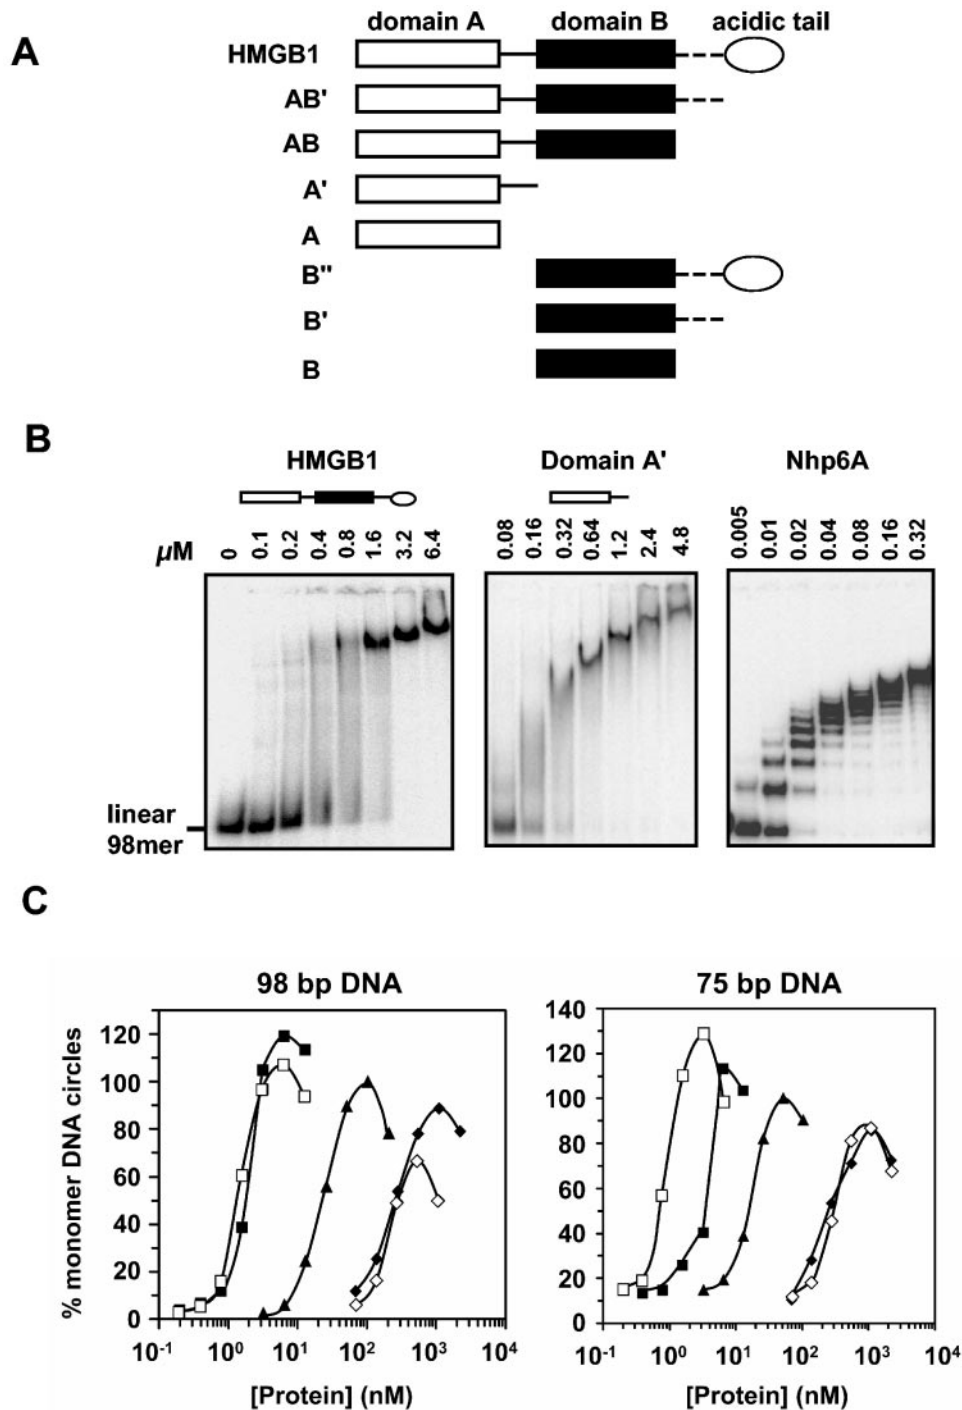 A
domain A domain B acidic tail
HMGB1
AB'
AB
A'
A
B''
B'
B
B
HMGB1 Domain A' Nhp6A
μM 0 0.1 0.2 0.4 0.8 1.6 3.2 6.4 0.08 0.16 0.32 0.64 1.2 2.4 4.8 0.005 0.01 0.02 0.04 0.08 0.16 0.32
linear
98mer
C
98 bp DNA 75 bp DNA
% monomer DNA circles
120
100
80
60
40
20
0
10⁻¹ 10⁰ 10¹ 10² 10³ 10⁴
[Protein] (nM)
140
120
100
80
60
40
20
0
10⁻¹ 10⁰ 10¹ 10² 10³ 10⁴
[Protein] (nM)